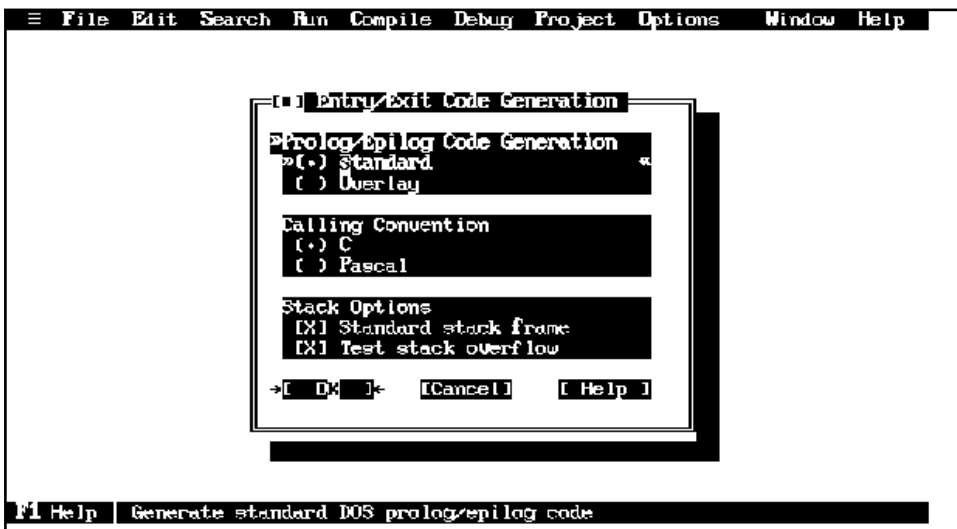 ≡ File Edit Search Run Compile Debug Project Options Window Help
[■] Entry/Exit Code Generation
»Prolog/Epilog Code Generation
»(•) Standard «
( ) Overlay
Calling Convention
(•) C
( ) Pascal
Stack Options
[X] Standard stack frame
[X] Test stack overflow
→[ OK ]← [Cancel] [ Help ]
F1 Help │ Generate standard DOS prolog/epilog code